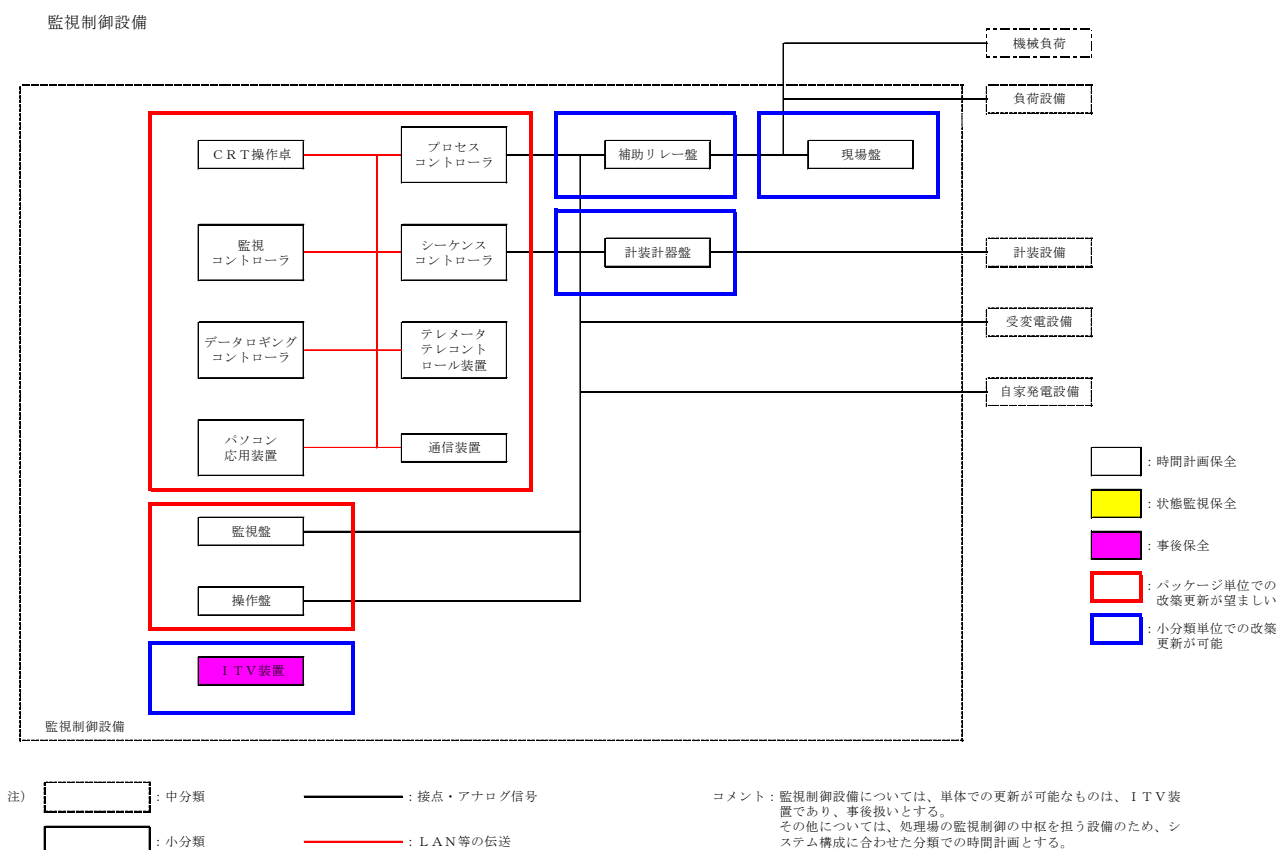 監視制御設備
機械負荷
負荷設備
CRT操作卓
プロセス
コントローラ
補助リレー盤
現場盤
監視
コントローラ
シーケンス
コントローラ
計装計器盤
計装設備
データロギング
コントローラ
テレメータ
テレコント
ロール装置
受変電設備
自家発電設備
パソコン
応用装置
通信装置
:時間計画保全
:状態監視保全
:事後保全
:パッケージ単位での
改築更新が望ましい
:小分類単位での改築
更新が可能
監視盤
操作盤
ITV装置
監視制御設備
注)
:中分類
:接点・アナログ信号
:小分類
:LAN等の伝送
コメント:監視制御設備については、単体での更新が可能なものは、ITV装
置であり、事後扱いとする。
その他については、処理場の監視制御の中枢を担う設備のため、シ
ステム構成に合わせた分類での時間計画とする。